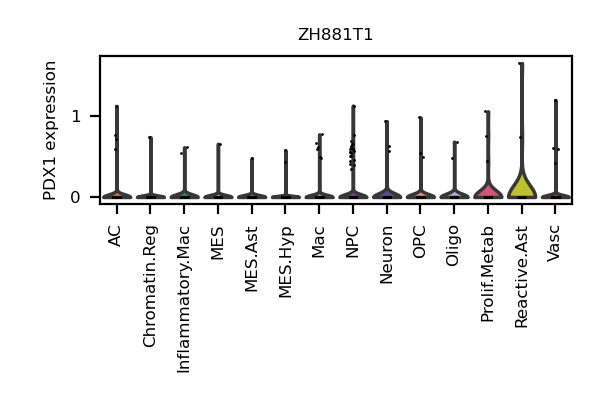 ZH881T1
PDX1 expression
1
0
AC
Chromatin.Reg
Inflammatory.Mac
MES
MES.Ast
MES.Hyp
Mac
NPC
Neuron
OPC
Oligo
Prolif.Metab
Reactive.Ast
Vasc